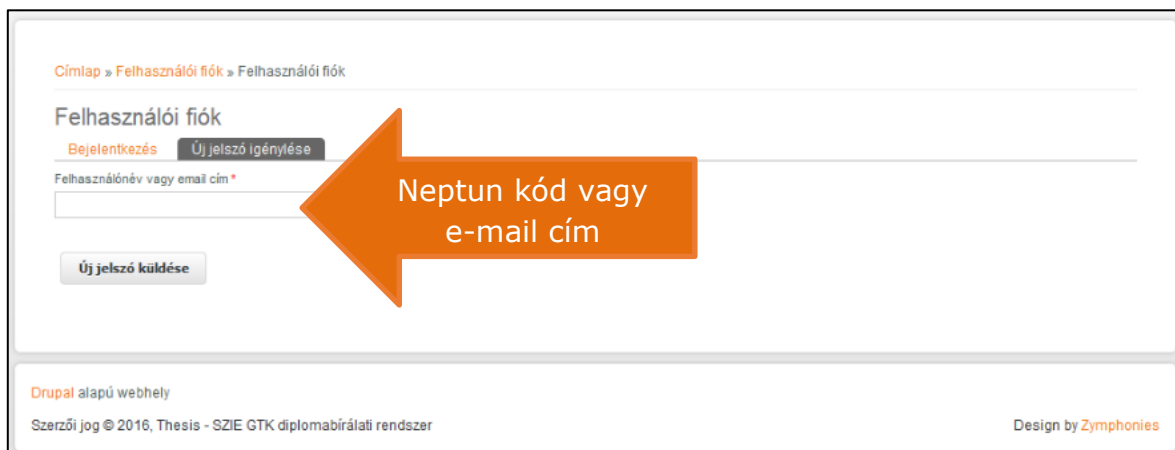 Címlap » Felhasználói fiók » Felhasználói fiók
Felhasználói fiók
Bejelentkezés Új jelszó igénylése
Felhasználónév vagy email cím *
Neptun kód vagy
e-mail cím
Új jelszó küldése
Drupal alapú webhely
Szerzői jog © 2016, Thesis - SZIE GTK diplomabírálati rendszer
Design by Zymphonies